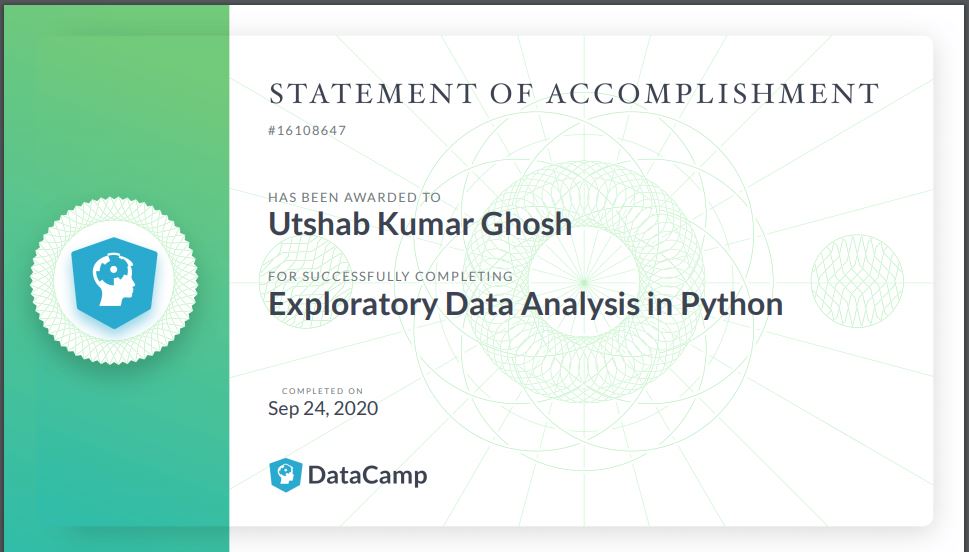 STATEMENT OF ACCOMPLISHMENT
#16108647
HAS BEEN AWARDED TO
Utshab Kumar Ghosh
FOR SUCCESSFULLY COMPLETING
Exploratory Data Analysis in Python
COMPLETED ON
Sep 24, 2020
DataCamp